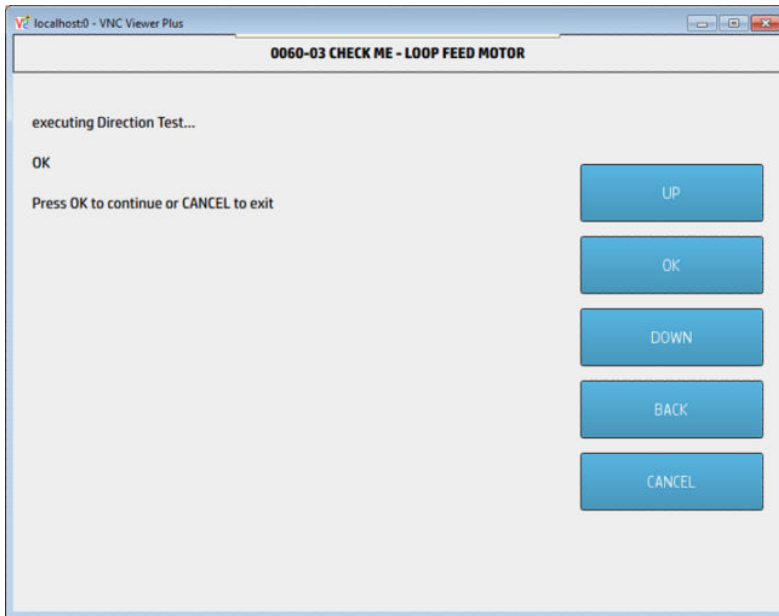 localhost:0 - VNC Viewer Plus
0060-03 CHECK ME - LOOP FEED MOTOR
executing Direction Test...
OK
Press OK to continue or CANCEL to exit
UP
OK
DOWN
BACK
CANCEL